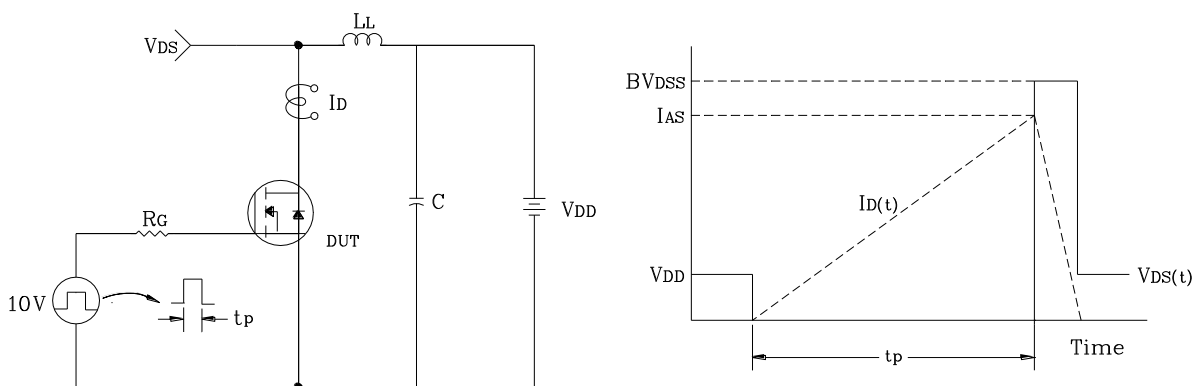 LL
VDS
ID
RG
DUT
C
VDD
10V
tp
BVDSS
IAS
ID(t)
VDD
VDS(t)
tp
Time